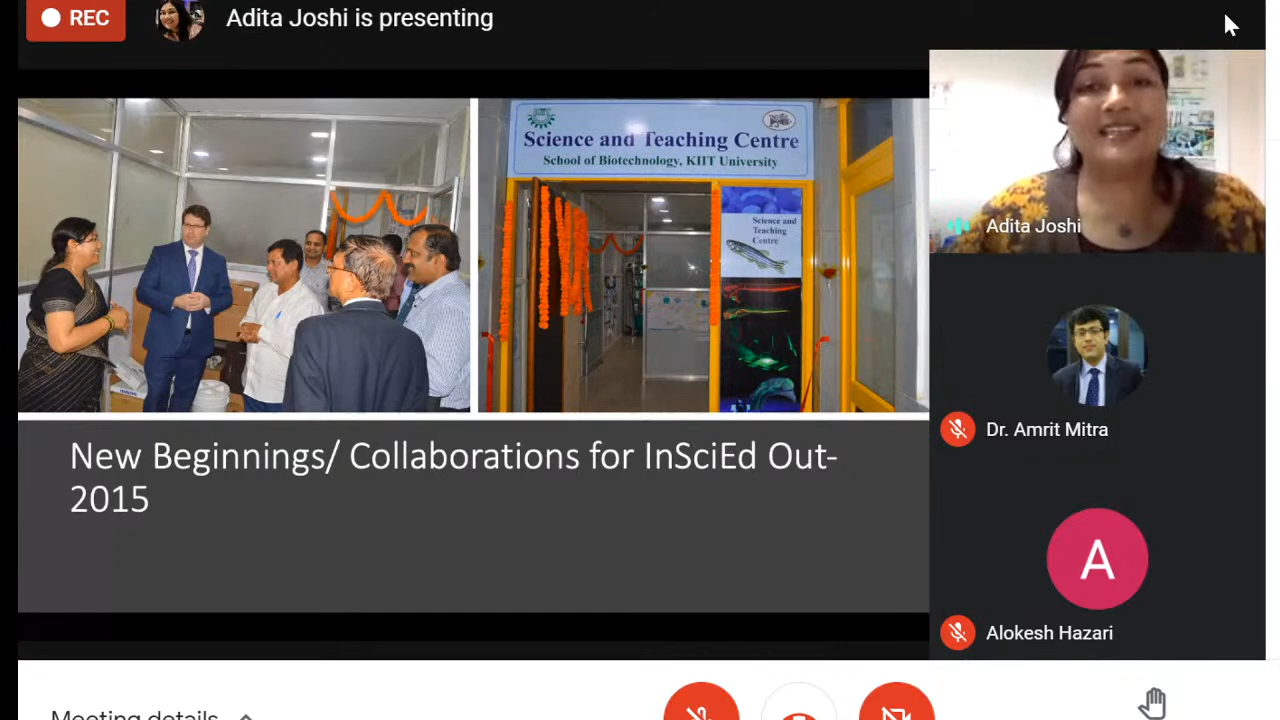 REC
Adita Joshi is presenting
Science and Teaching Centre
School of Biotechnology, KIIT University
Science and
Teaching
Centre
New Beginnings/ Collaborations for InSciEd Out-
2015
Adita Joshi
Dr. Amrit Mitra
A
Alokesh Hazari
Meeting details